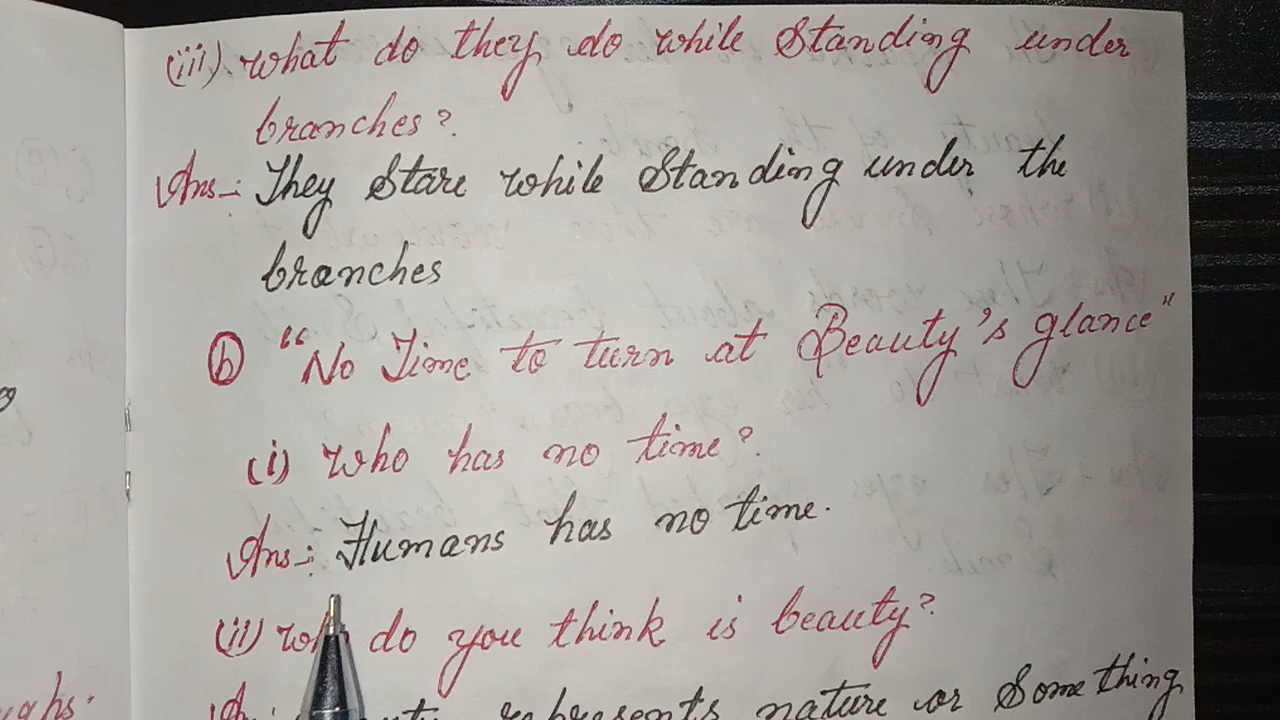 (iii) What do they do while Standing under
branches?
Ans- They Stare while Standing under the
branches
(b) "No Time to turn at Beauty's glance"
(i) Who has no time?
Ans-: Humans has no time.
(ii) do you think is beauty?
represents nature or Something
ughs.